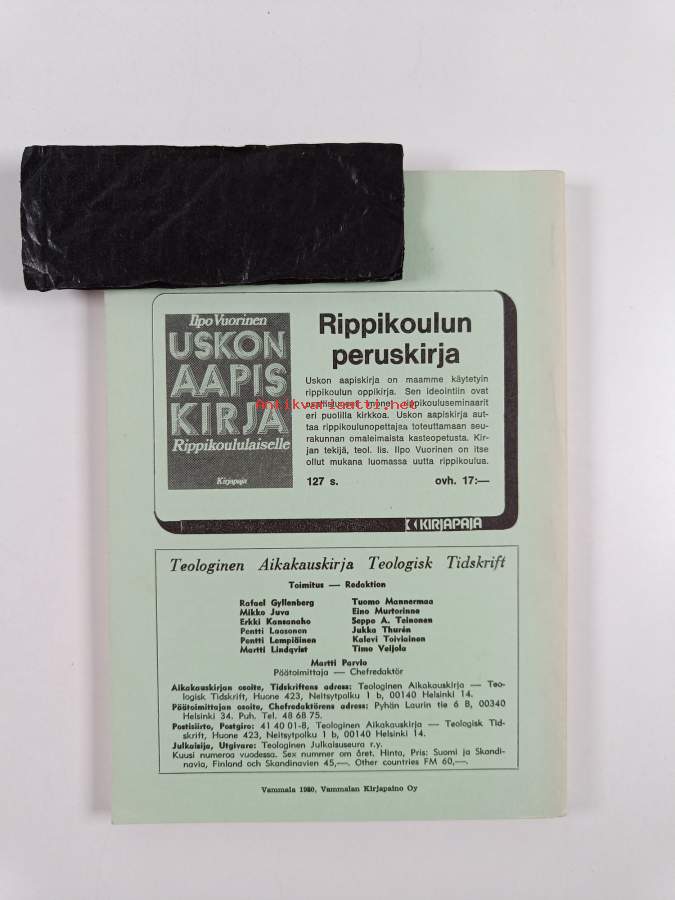 Ilpo Vuorinen
USKON
AAPIS
KIRJA
Rippikoululaiselle
Kirjapaja
Rippikoulun
peruskirja
Uskon aapiskirja on maamme käytetyin
rippikoulun oppikirja. Sen ideointiin ovat
rippikouluseminaarit
eri puolilla kirkkoa. Uskon aapiskirja aut-
taa rippikoulunopettajaa toteuttamaan seu-
rakunnan omaleimaista kasteopetusta. Kir-
jan tekijä, teol. lis. Ilpo Vuorinen on itse
ollut mukana luomassa uutta rippikoulua.
127 s. ovh. 17:—
Antikvariaatti.net
KIRJAPAJA
Teologinen Aikakauskirja Teologisk Tidskrift
Toimitus — Redaktion
Rafael Gyllenberg
Mikko Juva
Erkki Kansanaho
Pentti Laasonen
Pentti Lempiäinen
Martti Lindqvist
Tuomo Mannermaa
Eino Murtorinne
Seppo A. Teinonen
Jukka Thurén
Kalevi Toiviainen
Timo Veijola
Martti Parvio
Päätoimittaja — Chefredaktör
Aikakauskirjan osoite, Tidskriftens adress: Teologinen Aikakauskirja — Teo-
logisk Tidskrift, Huone 423, Neitsytpolku 1 b, 00140 Helsinki 14.
Päätoimittajan osoite, Chefredaktörens adress: Pyhän Laurin tie 6 B, 00340
Helsinki 34. Puh. Tel. 48 68 75.
Postisiirto, Postgiro: 41 40 01-8, Teologinen Aikakauskirja — Teologisk Tid-
skrift, Huone 423, Neitsytpolku 1 b, 00140 Helsinki 14.
Julkaisija, Utgivare: Teologinen Julkaisuseura r.y.
Kuusi numeroa vuodessa. Sex nummer om året. Hinta, Pris: Suomi ja Skandi-
navia, Finland och Skandinavien 45,—. Other countries FM 60,—.
Vammala 1980, Vammalan Kirjapaino Oy